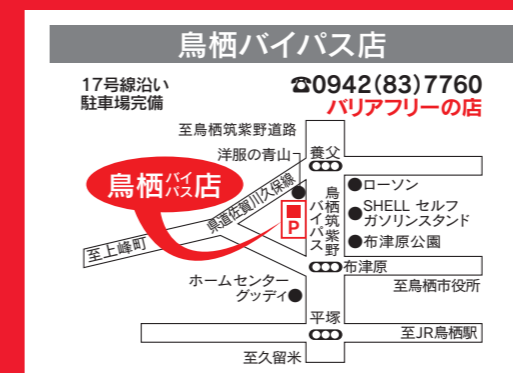 鳥栖バイパス店
17号線沿い
駐車場完備
☎0942(83)7760
バリアフリーの店
至鳥栖筑紫野道路
洋服の青山
養父
鳥栖バイパス店
県道佐賀川久保線
鳥栖筑紫野
バイパス
P
ローソン
SHELL セルフ
ガソリンスタンド
布津原公園
至上峰町
布津原
ホームセンター
グッデイ
至鳥栖市役所
平塚
至JR鳥栖駅
至久留米